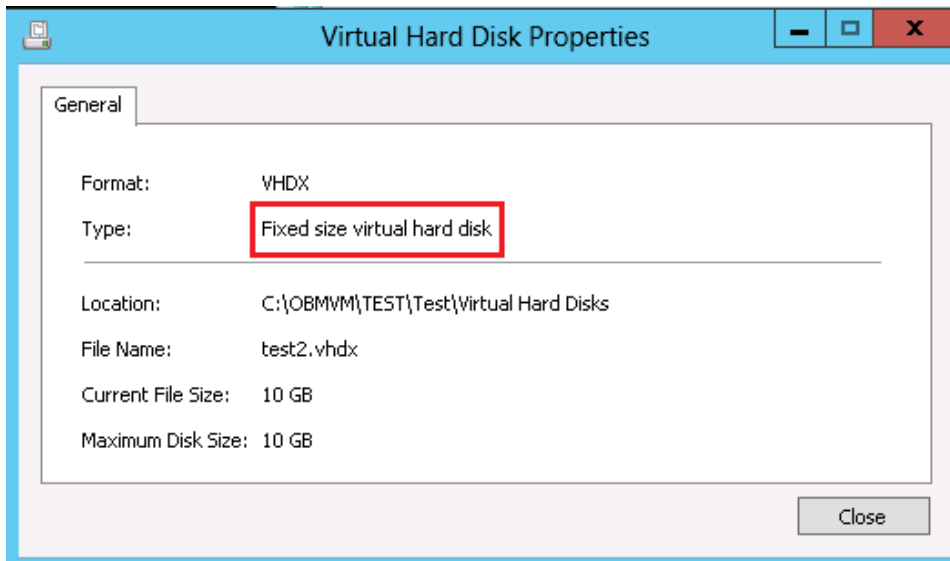 Virtual Hard Disk Properties
General
Format: VHDX
Type: Fixed size virtual hard disk
Location: C:\OBMVM\TEST\Test\Virtual Hard Disks
File Name: test2.vhdx
Current File Size: 10 GB
Maximum Disk Size: 10 GB
Close